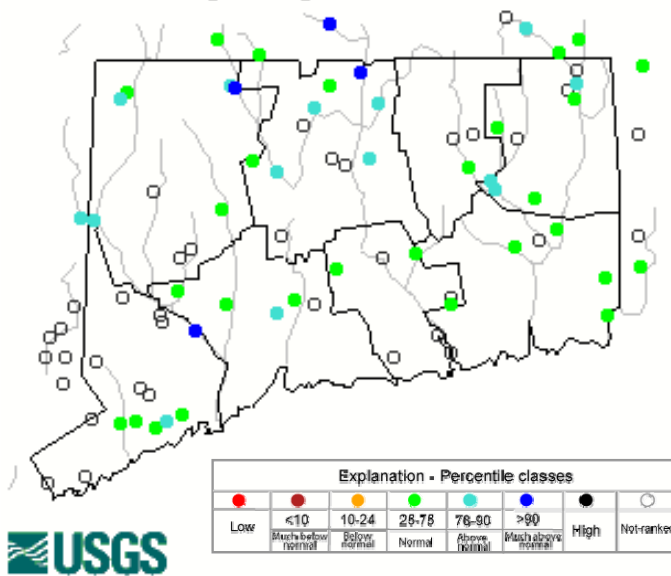 Explanation - Percentile classes
Low <10 10-24 25-75 76-90 >90 High Not-ranked
Much below normal Below normal Normal Above normal Much above normal
USGS